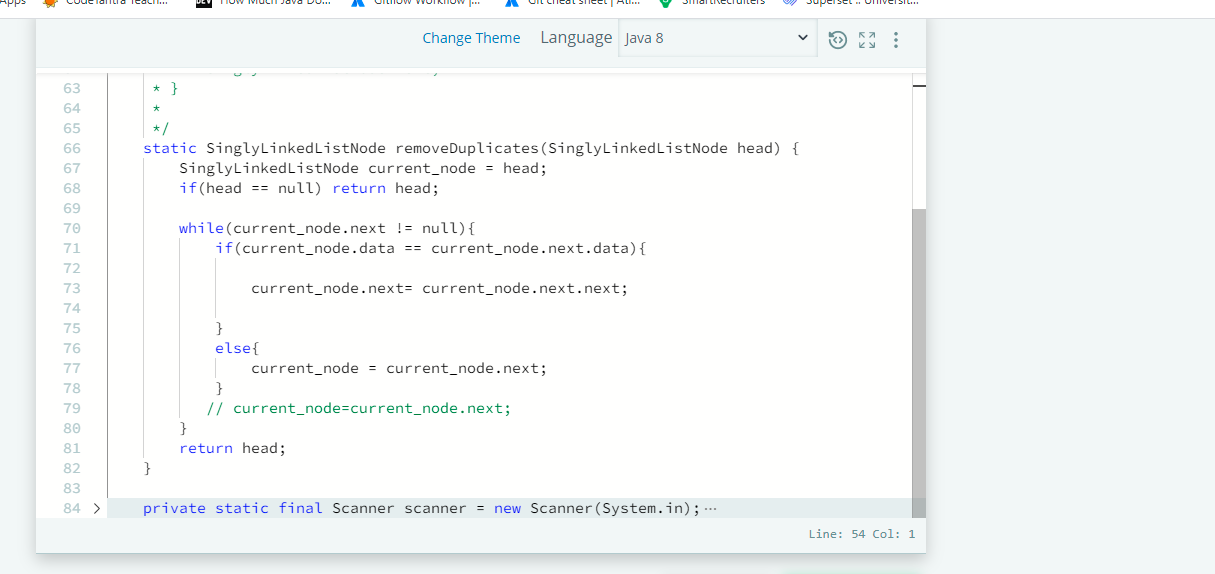 Apps CodeTantra Teach... DEV How Much Java Do... Gitflow Workflow |... Git cheat sheet | Atl... SmartRecruiters Superset :: Universit...
Change Theme Language Java 8
63 * }
64 *
65 */
66 static SinglyLinkedListNode removeDuplicates(SinglyLinkedListNode head) {
67 SinglyLinkedListNode current_node = head;
68 if(head == null) return head;
69
70 while(current_node.next != null){
71 if(current_node.data == current_node.next.data){
72
73 current_node.next= current_node.next.next;
74
75 }
76 else{
77 current_node = current_node.next;
78 }
79 // current_node=current_node.next;
80 }
81 return head;
82 }
83
84 private static final Scanner scanner = new Scanner(System.in);…
Line: 54 Col: 1